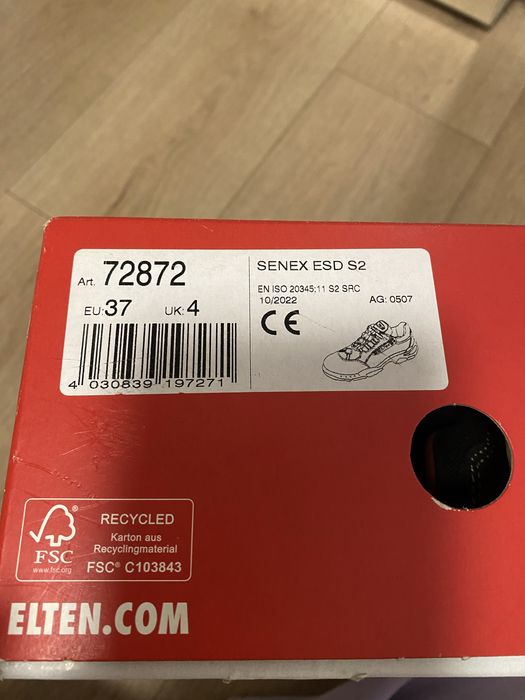 Art. 72872
EU: 37 UK: 4
4 030839 197271
SENEX ESD S2
EN ISO 20345:11 S2 SRC
10/2022 AG: 0507
CE
FSC
www.fsc.org
RECYCLED
Karton aus
Recyclingmaterial
FSC® C103843
ELTEN.COM